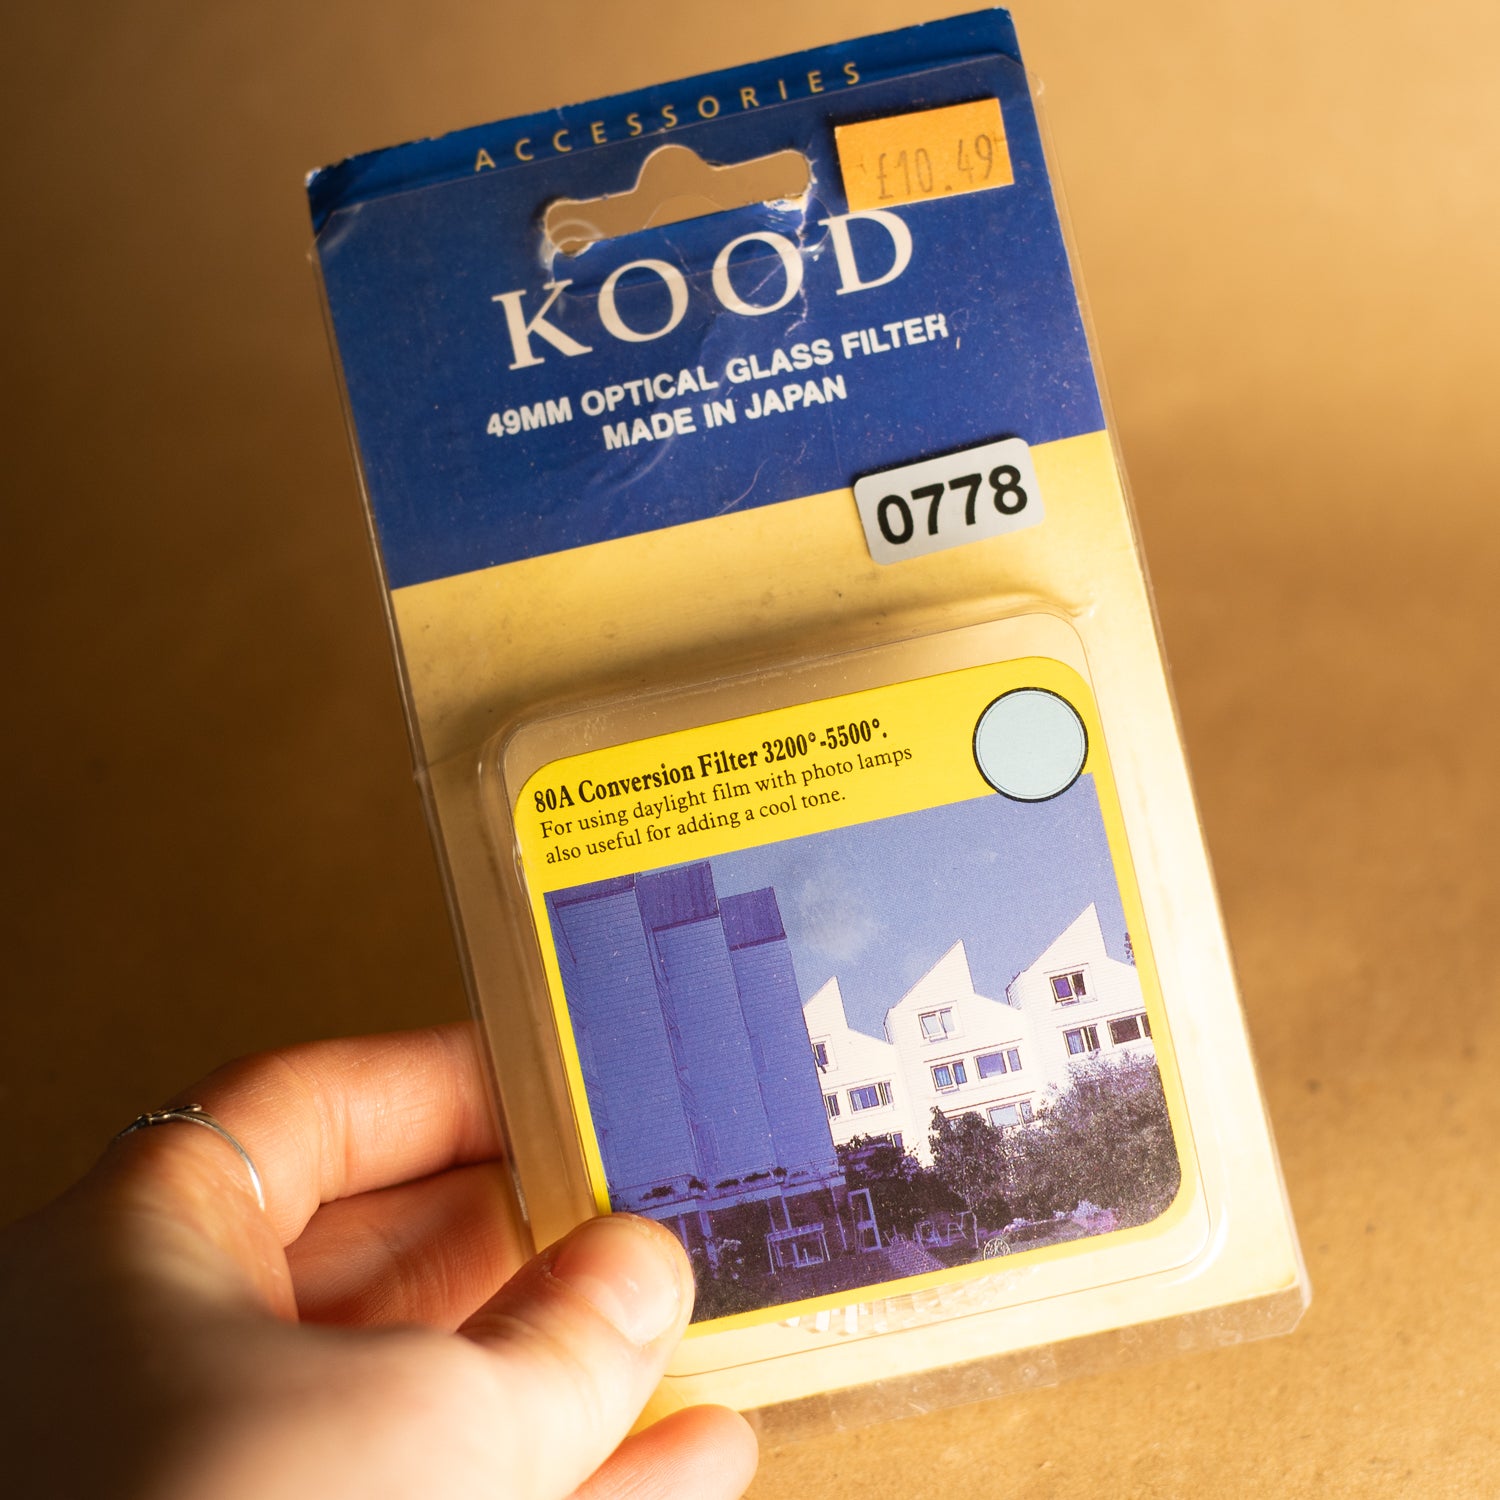 ACCESSORIES
£10.49
KOOD
49MM OPTICAL GLASS FILTER
MADE IN JAPAN
0778
80A Conversion Filter 3200°-5500°.
For using daylight film with photo lamps
also useful for adding a cool tone.